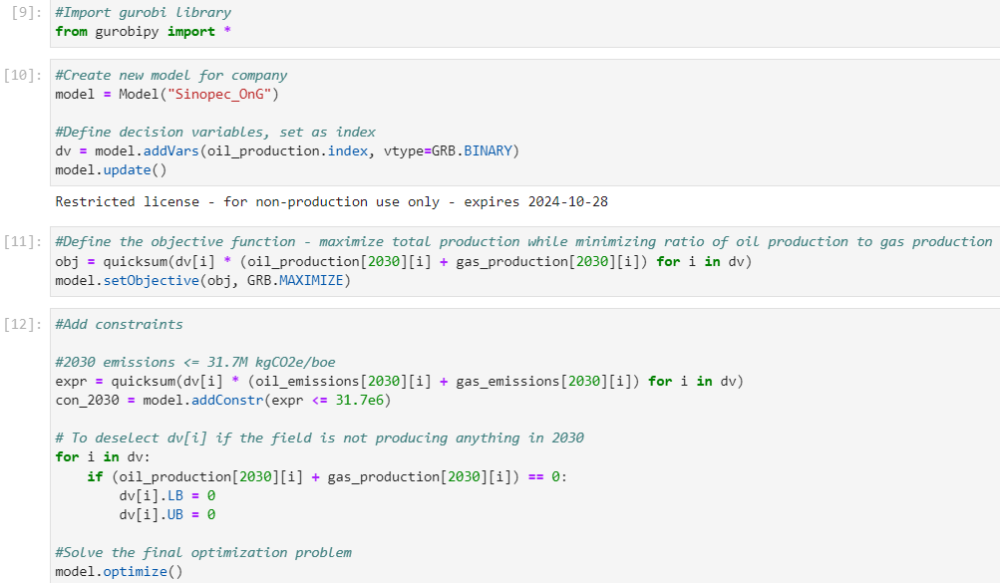 [9]: #Import gurobi library
from gurobipy import *
[10]: #Create new model for company
model = Model("Sinopec_OnG")
#Define decision variables, set as index
dv = model.addVars(oil_production.index, vtype=GRB.BINARY)
model.update()
Restricted license - for non-production use only - expires 2024-10-28
[11]: #Define the objective function - maximize total production while minimizing ratio of oil production to gas production
obj = quicksum(dv[i] * (oil_production[2030][i] + gas_production[2030][i]) for i in dv)
model.setObjective(obj, GRB.MAXIMIZE)
[12]: #Add constraints
#2030 emissions <= 31.7M kgCO2e/boe
expr = quicksum(dv[i] * (oil_emissions[2030][i] + gas_emissions[2030][i]) for i in dv)
con_2030 = model.addConstr(expr <= 31.7e6)
# To deselect dv[i] if the field is not producing anything in 2030
for i in dv:
    if (oil_production[2030][i] + gas_production[2030][i]) == 0:
        dv[i].LB = 0
        dv[i].UB = 0
#Solve the final optimization problem
model.optimize()